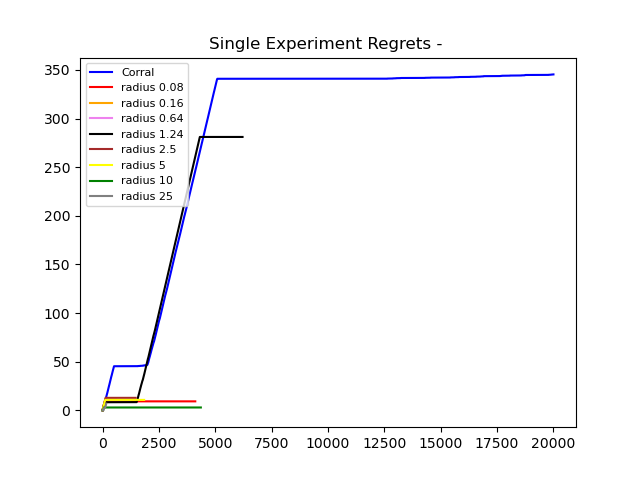 Single Experiment Regrets -
350
300
250
200
150
100
50
0
Corral
radius 0.08
radius 0.16
radius 0.64
radius 1.24
radius 2.5
radius 5
radius 10
radius 25
0 2500 5000 7500 10000 12500 15000 17500 20000